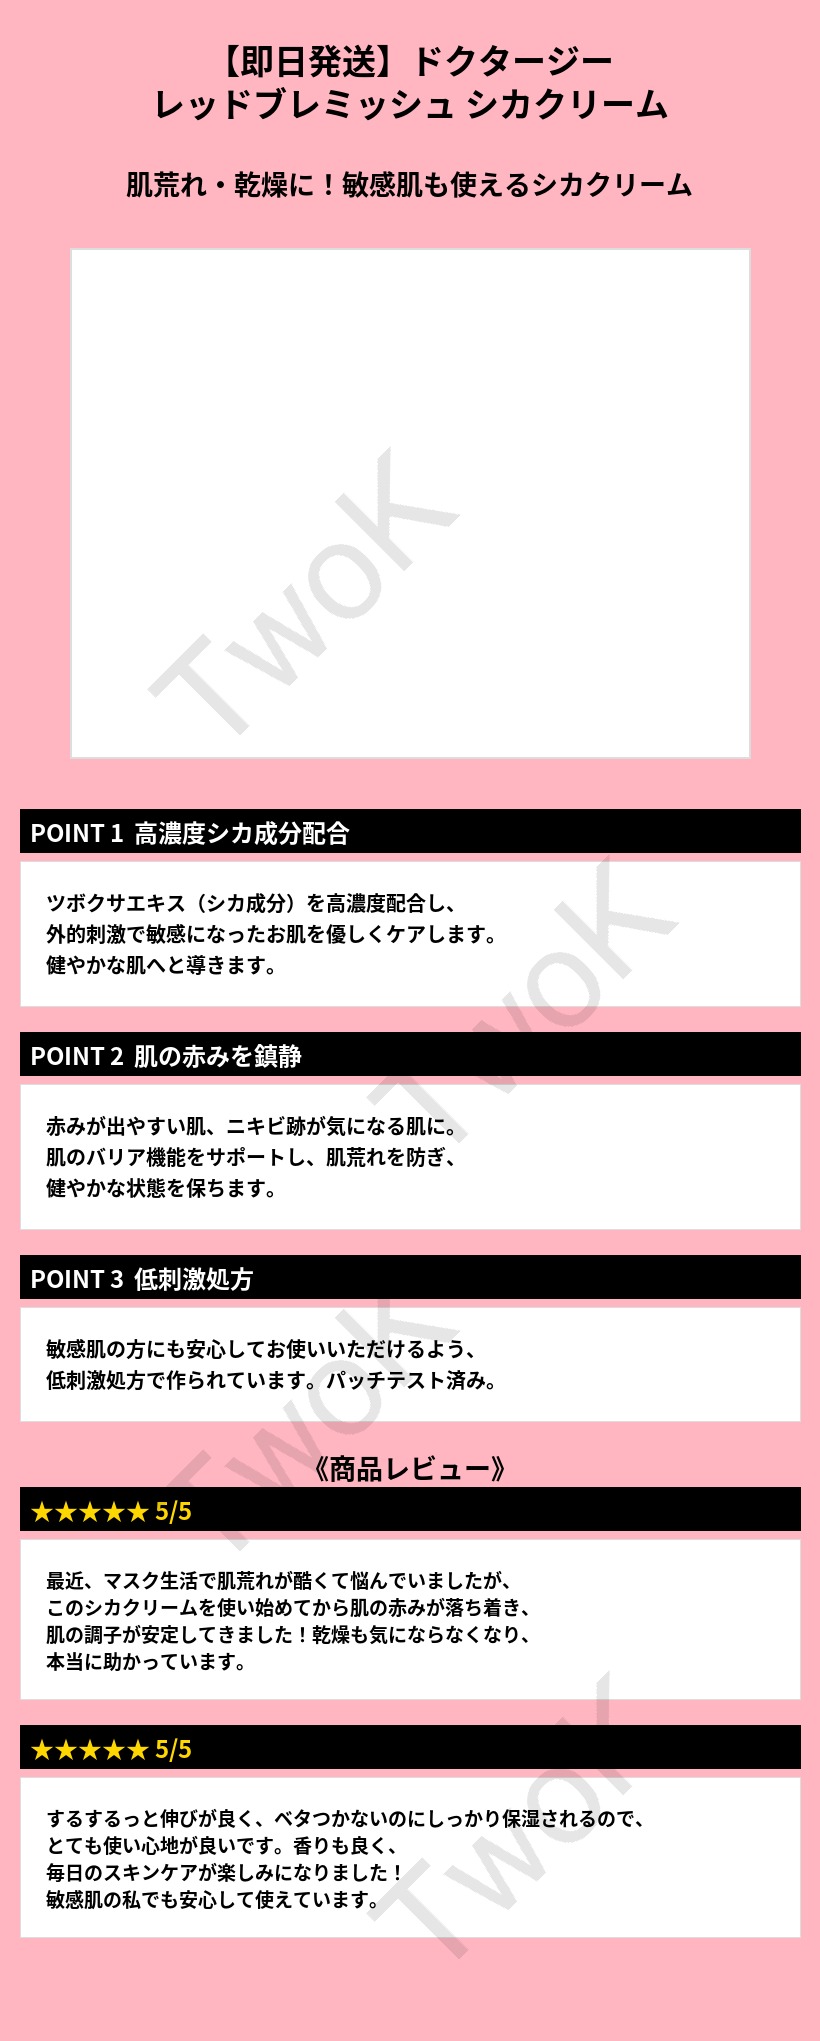 【即日発送】ドクタージー
レッドブレミッシュ シカクリーム
肌荒れ・乾燥に！敏感肌も使えるシカクリーム
TwoK
POINT 1 高濃度シカ成分配合
ツボクサエキス（シカ成分）を高濃度配合し、
外的刺激で敏感になったお肌を優しくケアします。
健やかな肌へと導きます。
TwoK
POINT 2 肌の赤みを鎮静
赤みが出やすい肌、ニキビ跡が気になる肌に。
肌のバリア機能をサポートし、肌荒れを防ぎ、
健やかな状態を保ちます。
POINT 3 低刺激処方
敏感肌の方にも安心してお使いいただけるよう、
低刺激処方で作られています。パッチテスト済み。
TwoK
《商品レビュー》
★★★★★ 5/5
最近、マスク生活で肌荒れが酷くて悩んでいましたが、
このシカクリームを使い始めてから肌の赤みが落ち着き、
肌の調子が安定してきました！乾燥も気にならなくなり、
本当に助かっています。
★★★★★ 5/5
するするっと伸びが良く、ベタつかないのにしっかり保湿されるので、
とても使い心地が良いです。香りも良く、
毎日のスキンケアが楽しみになりました！
敏感肌の私でも安心して使えています。
TwoK